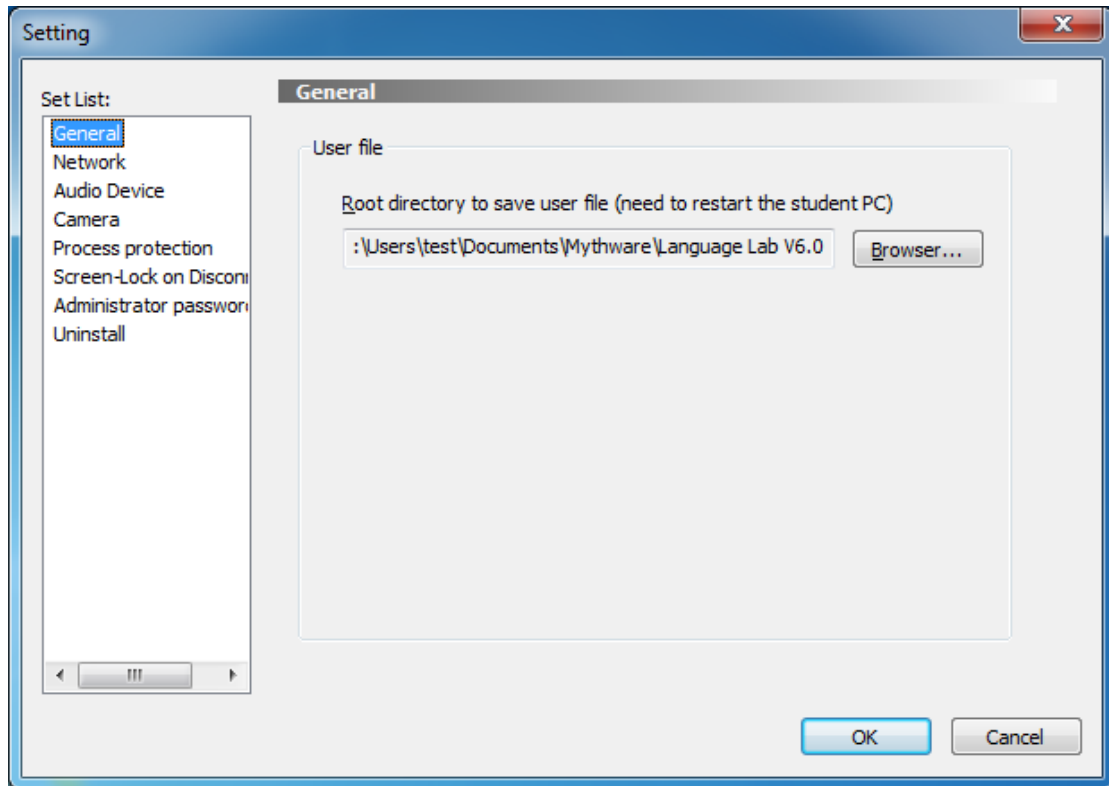 Setting
Set List:
General
Network
Audio Device
Camera
Process protection
Screen-Lock on Disconn
Administrator password
Uninstall
General
User file
Root directory to save user file (need to restart the student PC)
:\Users\test\Documents\Mythware\Language Lab V6.0
Browser...
OK
Cancel